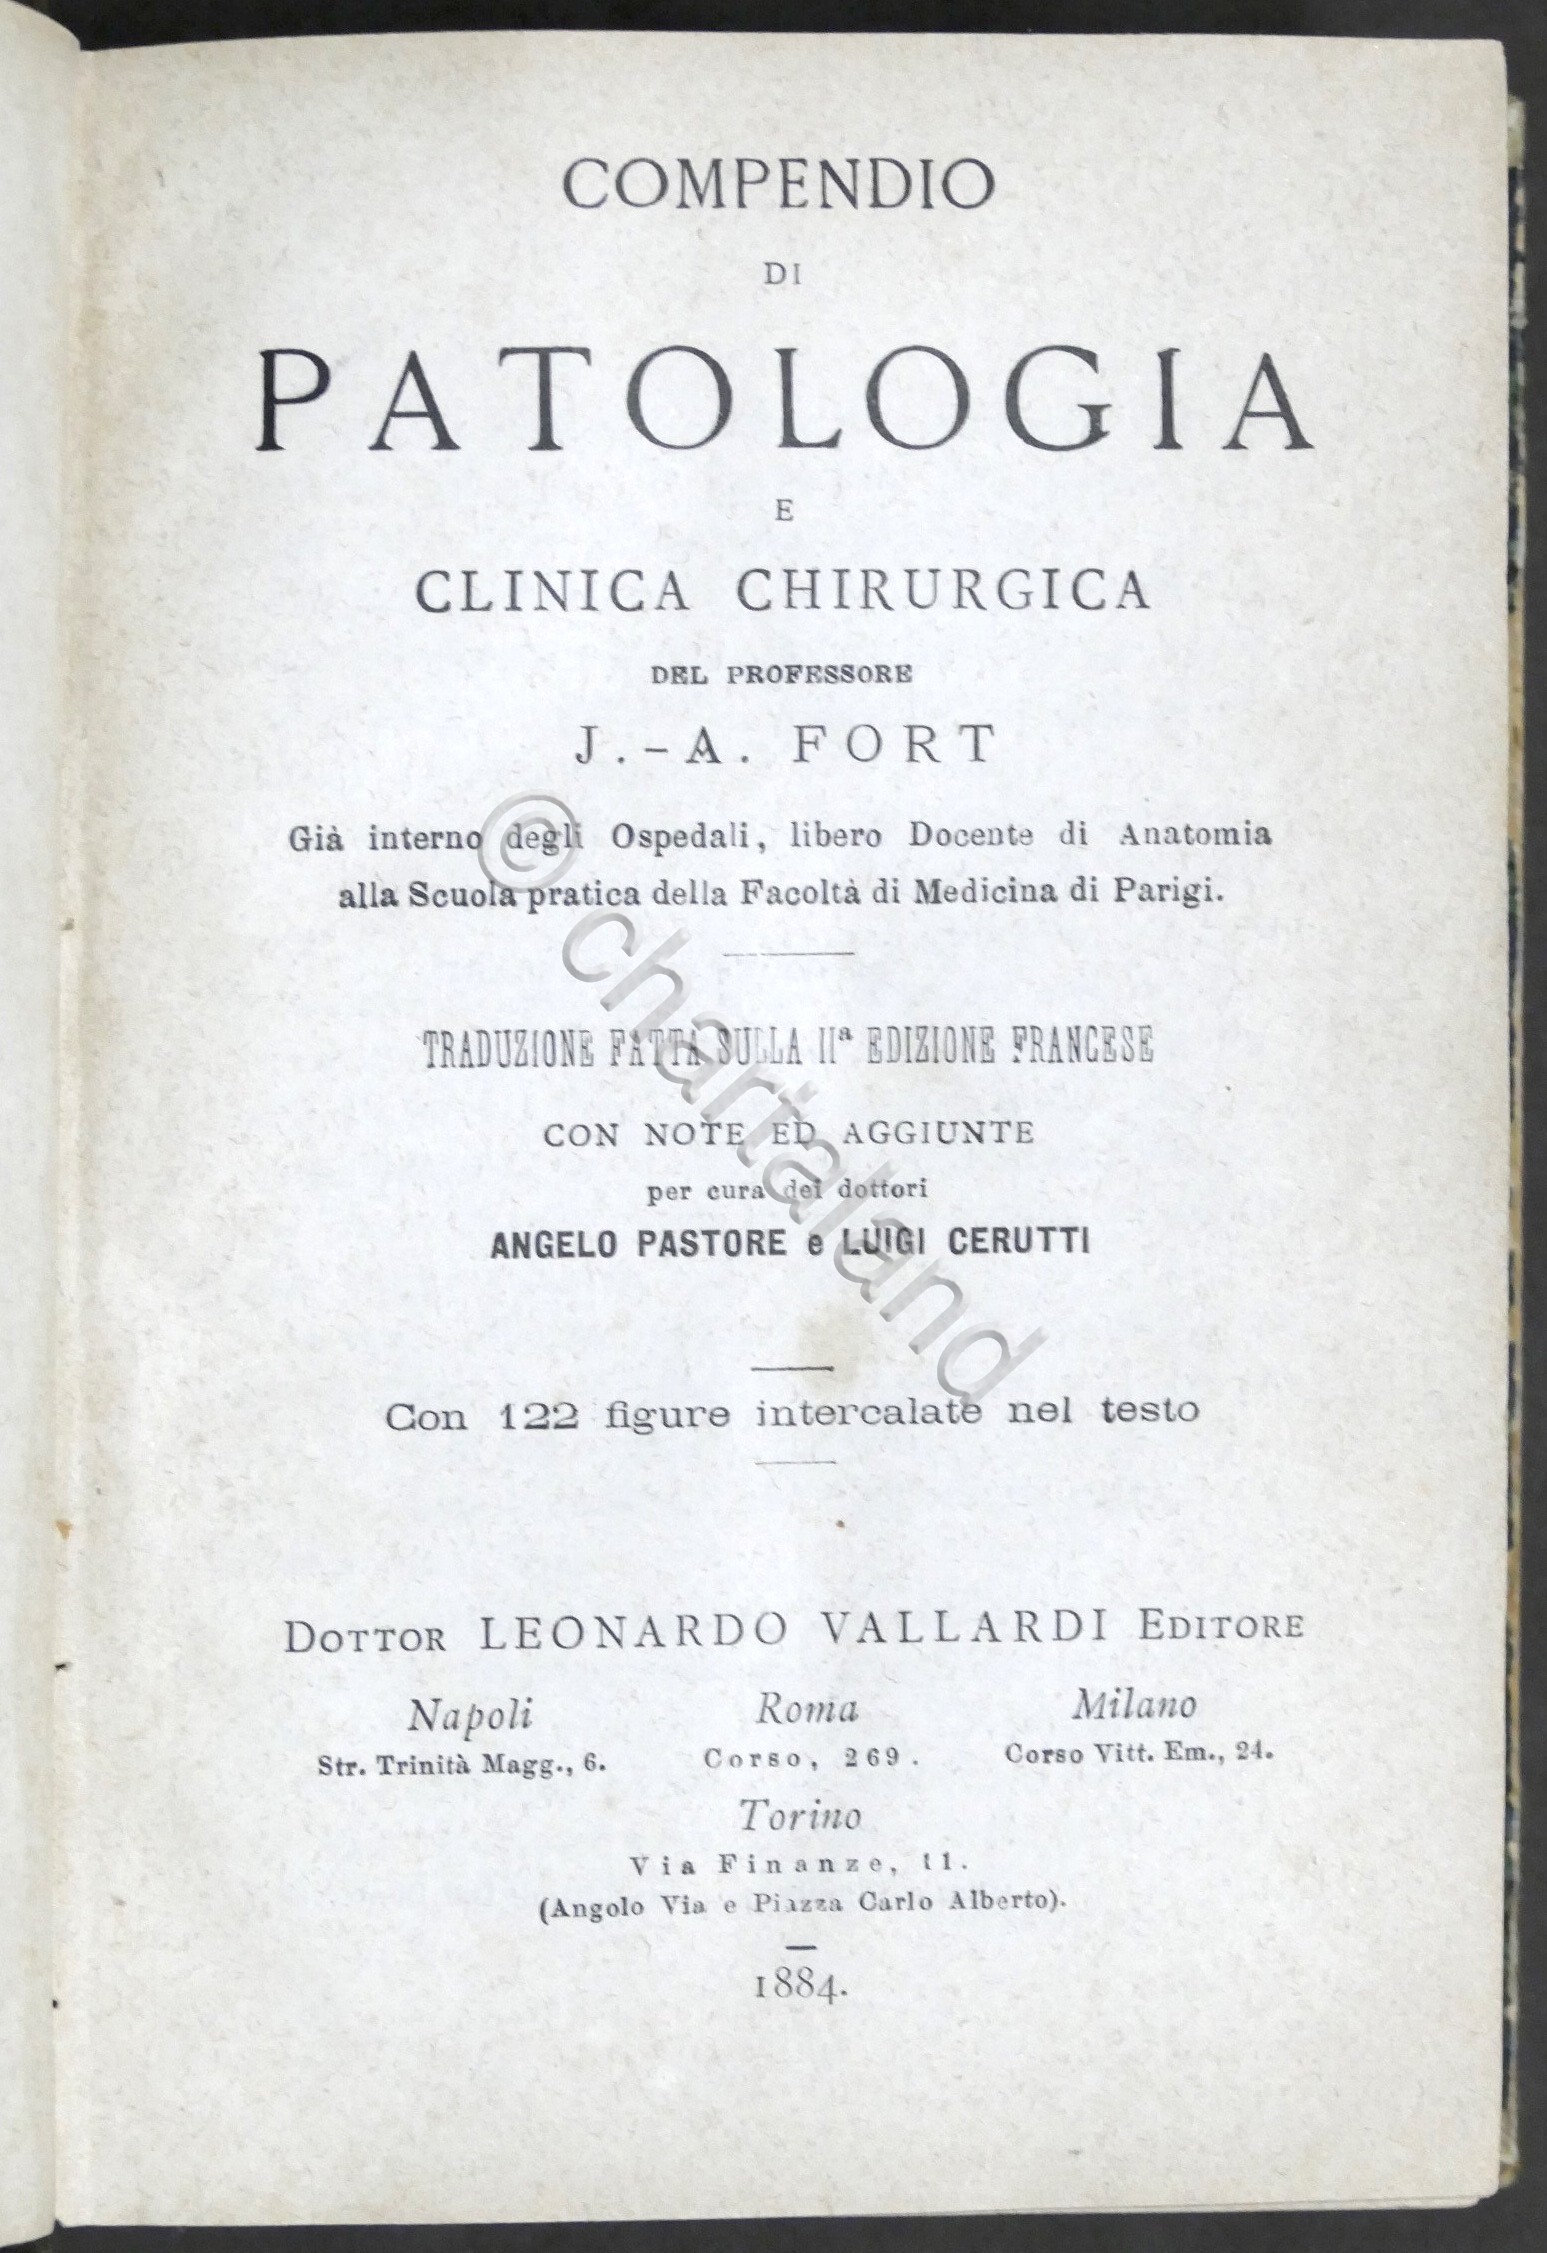 COMPENDIO
DI
PATOLOGIA
E
CLINICA CHIRURGICA
DEL PROFESSORE
J.-A. FORT
Già interno degli Ospedali, libero Docente di Anatomia
alla Scuola pratica della Facoltà di Medicina di Parigi.
TRADUZIONE FATTA SULLA IIª EDIZIONE FRANCESE
CON NOTE ED AGGIUNTE
per cura dei dottori
ANGELO PASTORE e LUIGI CERUTTI
Con 122 figure intercalate nel testo
DOTTOR LEONARDO VALLARDI EDITORE
Napoli Roma Milano
Str. Trinità Magg., 6. Corso, 269. Corso Vitt. Em., 24.
Torino
Via Finanze, 11.
(Angolo Via e Piazza Carlo Alberto).
1884.
© chartaland